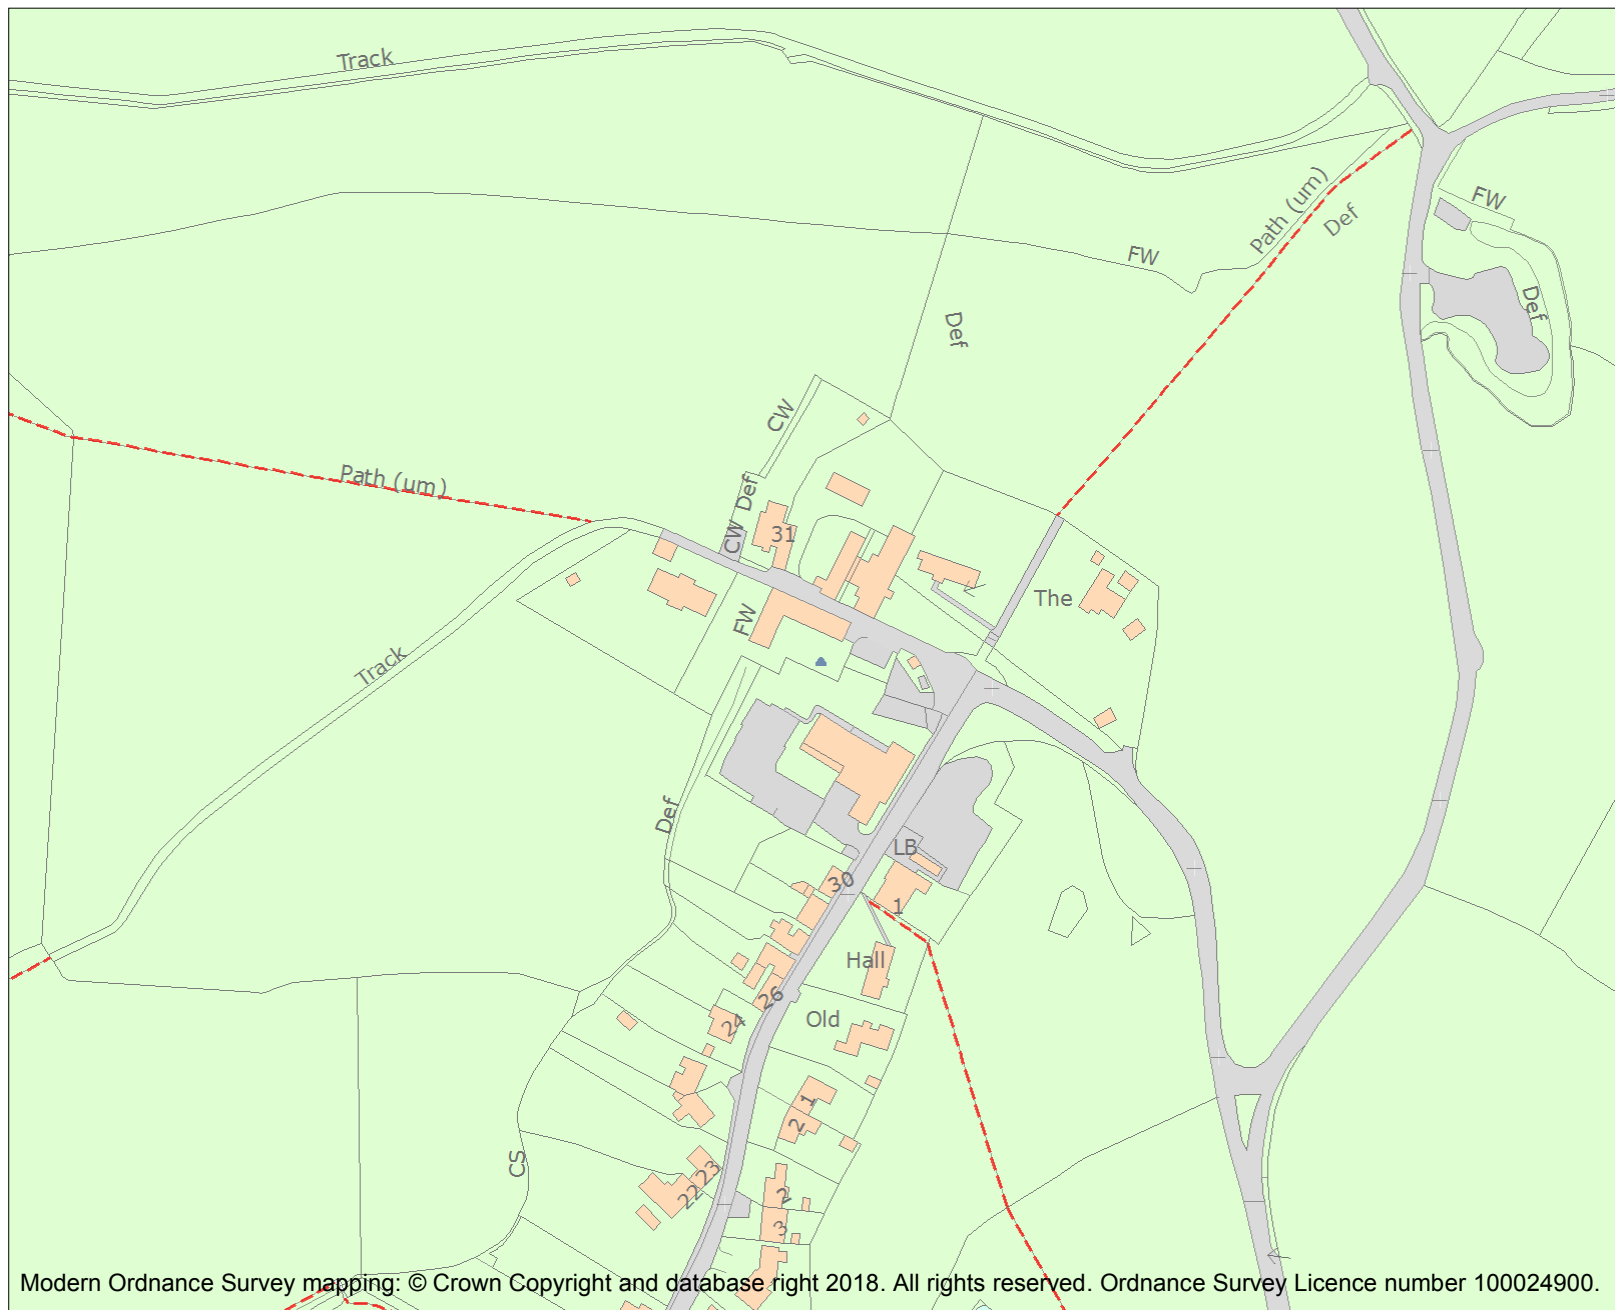 Track
FW
Path (um)
Def
FW
Def
Def
CW
Path (um)
Def
CW
31
The
FW
Track
Def
LB
30
1
Hall
26
Old
24
1
2
CS
23
22
2
3
Modern Ordnance Survey mapping: © Crown Copyright and database right 2018. All rights reserved. Ordnance Survey Licence number 100024900.